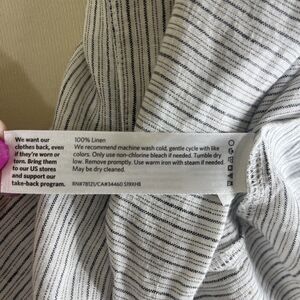 We want our
clothes back, even
if they're worn or
torn. Bring them
to our US stores
and support our
take-back program.
100% Linen
We recommend machine wash cold, gentle cycle with like
colors. Only use non-chlorine bleach if needed. Tumble dry
low. Remove promptly. Use warm iron with steam if needed.
May be dry cleaned.
RN#78121/CA#34460 S19XHS